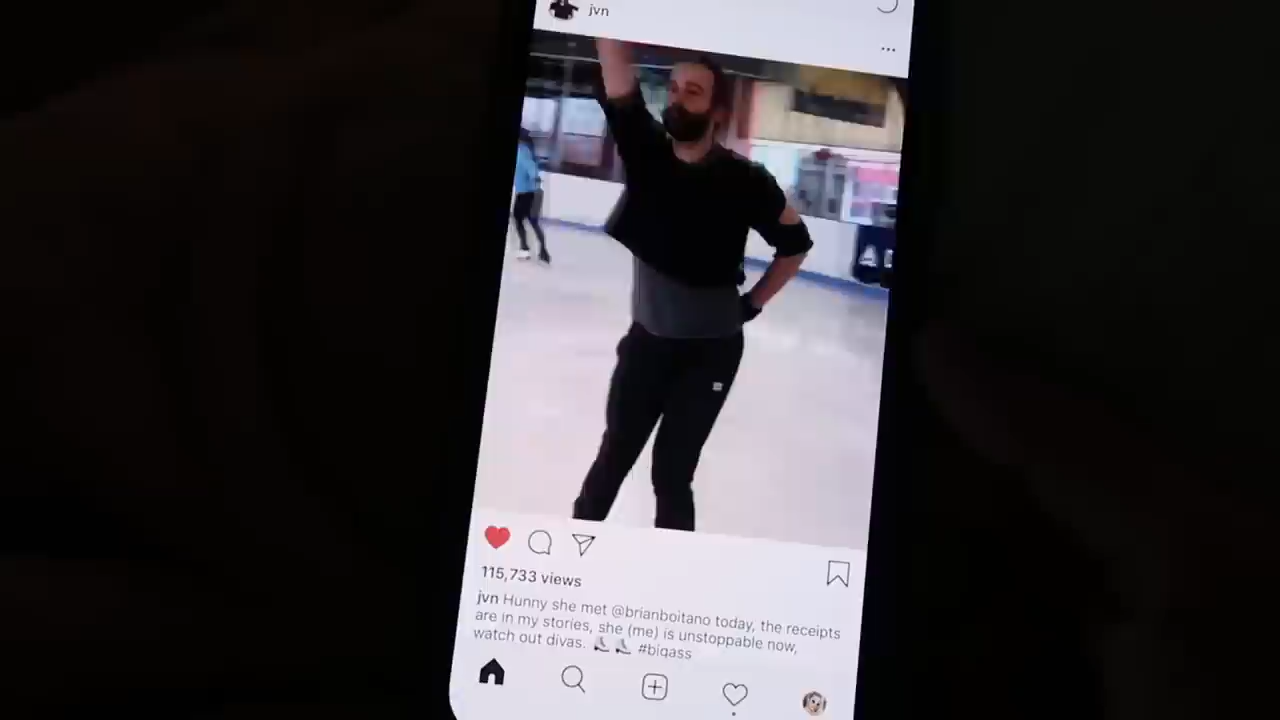 jvn
A
115,733 views
jvn Hunny she met @brianboitano today, the receipts
are in my stories, she (me) is unstoppable now,
watch out divas. ⛸️⛸️ #bigass